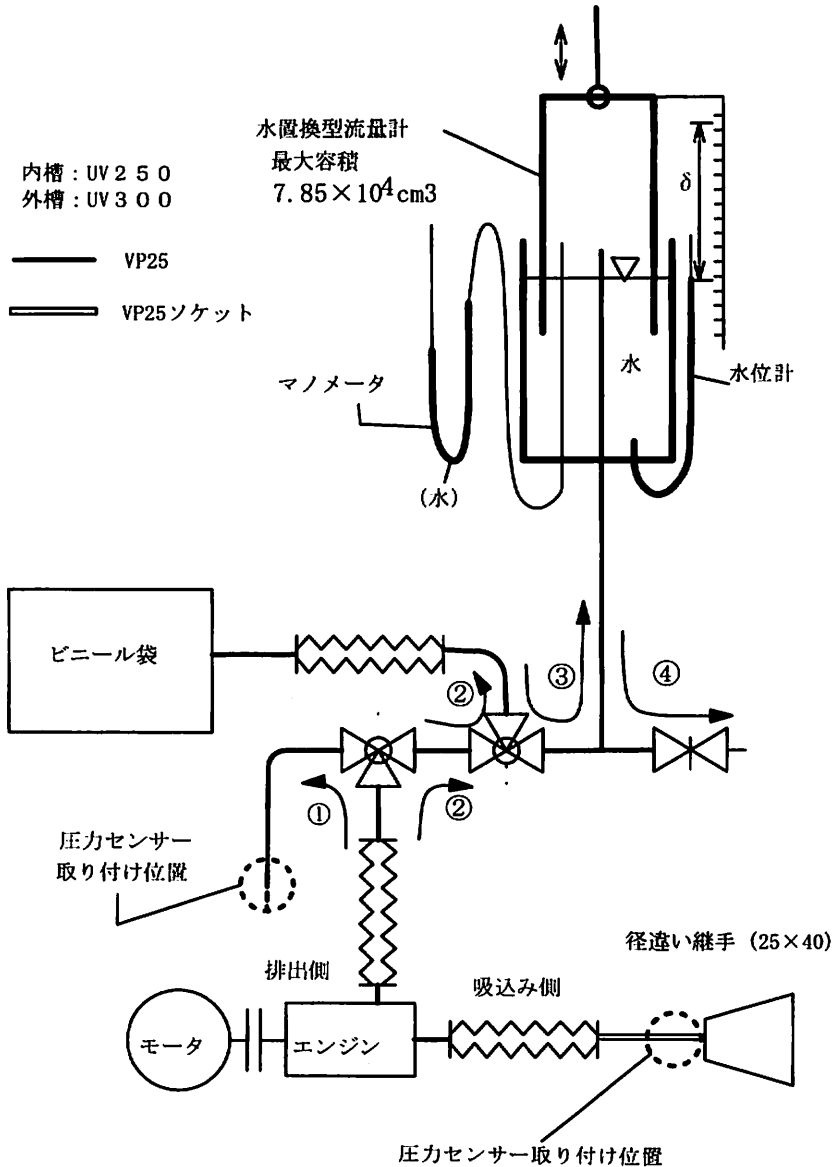 水置換型流量計
最大容積
7.85×10⁴cm3
内槽：UV２５０
外槽：UV３００
VP25
VP25ソケット
δ
マノメータ
(水)
水
水位計
ビニール袋
②
③
④
①
②
圧力センサー
取り付け位置
径違い継手 (25×40)
排出側
吸込み側
モータ
エンジン
圧力センサー取り付け位置